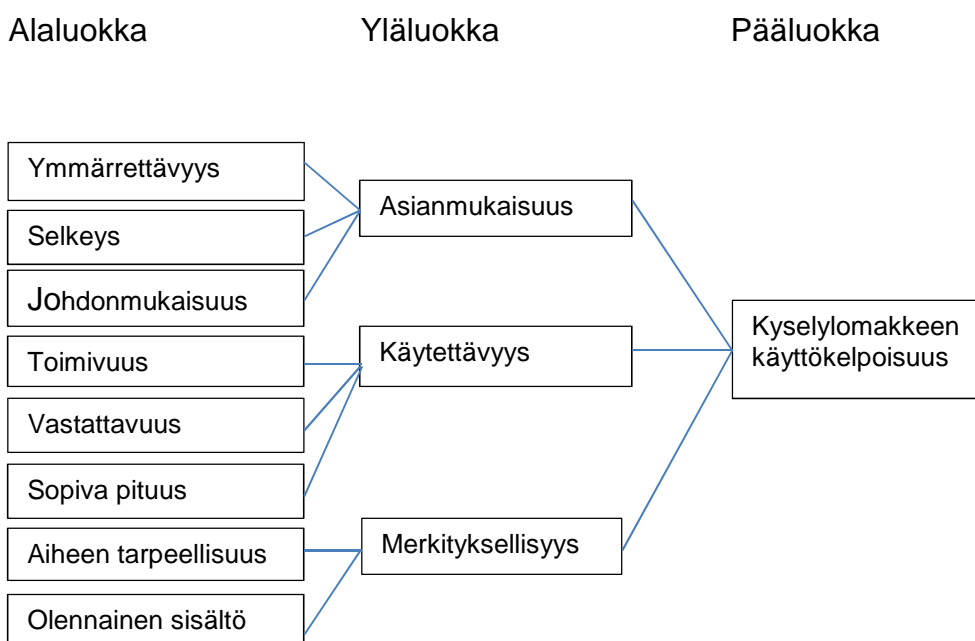 Alaluokka Yläluokka Pääluokka
Ymmärrettävyys
Selkeys
Johdonmukaisuus
Toimivuus
Vastattavuus
Sopiva pituus
Aiheen tarpeellisuus
Olennainen sisältö
Asianmukaisuus
Käytettävyys
Merkityksellisyys
Kyselylomakkeen
käyttökelpoisuus